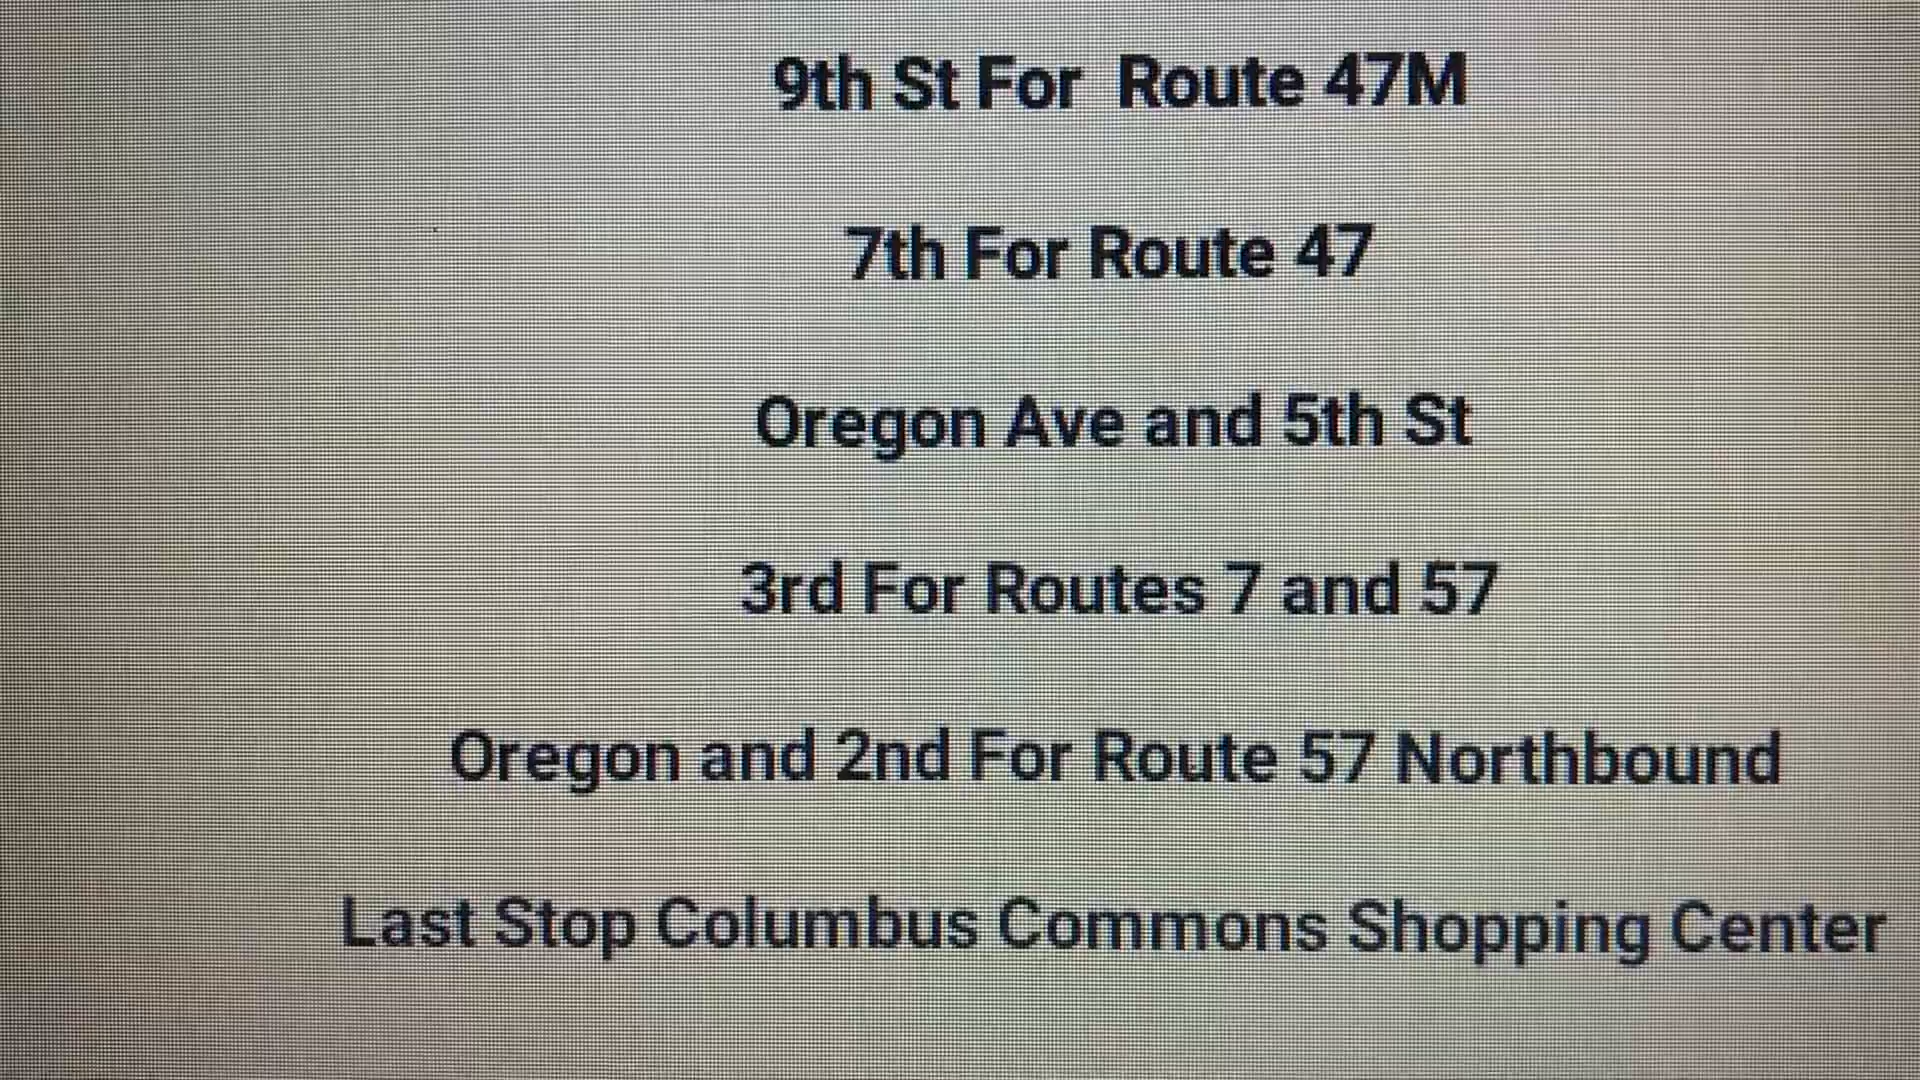 9th St For Route 47M
7th For Route 47
Oregon Ave and 5th St
3rd For Routes 7 and 57
Oregon and 2nd For Route 57 Northbound
Last Stop Columbus Commons Shopping Center